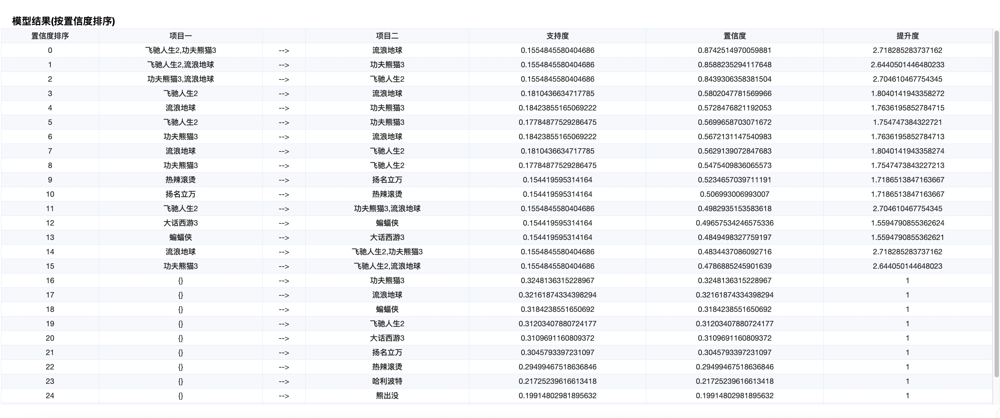 模型结果(按置信度排序)
置信度排序 项目一 项目二 支持度 置信度 提升度
0 飞驰人生2,功夫熊猫3 --> 流浪地球 0.1554845580404686 0.8742514970059881 2.718285283737162
1 飞驰人生2,流浪地球 --> 功夫熊猫3 0.1554845580404686 0.8588235294117648 2.6440501446480233
2 功夫熊猫3,流浪地球 --> 飞驰人生2 0.1554845580404686 0.8439306358381504 2.704610467754345
3 飞驰人生2 --> 流浪地球 0.1810436634717785 0.5802047781569966 1.8040141943358272
4 流浪地球 --> 功夫熊猫3 0.18423855165069222 0.5728476821192053 1.7636195852784715
5 飞驰人生2 --> 功夫熊猫3 0.17784877529286475 0.5699658703071672 1.754747384322721
6 功夫熊猫3 --> 流浪地球 0.18423855165069222 0.5672131147540983 1.7636195852784713
7 流浪地球 --> 飞驰人生2 0.1810436634717785 0.5629139072847683 1.8040141943358274
8 功夫熊猫3 --> 飞驰人生2 0.17784877529286475 0.5475409836065573 1.7547473843227213
9 热辣滚烫 --> 扬名立万 0.154419595314164 0.5234657039711191 1.7186513847163667
10 扬名立万 --> 热辣滚烫 0.154419595314164 0.506993006993007 1.7186513847163667
11 飞驰人生2 --> 功夫熊猫3,流浪地球 0.1554845580404686 0.4982935153583618 2.704610467754345
12 大话西游3 --> 蝙蝠侠 0.154419595314164 0.49657534246575336 1.5594790855362624
13 蝙蝠侠 --> 大话西游3 0.154419595314164 0.4849498327759197 1.5594790855362621
14 流浪地球 --> 飞驰人生2,功夫熊猫3 0.1554845580404686 0.4834437086092716 2.718285283737162
15 功夫熊猫3 --> 飞驰人生2,流浪地球 0.1554845580404686 0.4786885245901639 2.644050144648023
16 {} --> 功夫熊猫3 0.3248136315228967 0.3248136315228967 1
17 {} --> 流浪地球 0.32161874334398294 0.32161874334398294 1
18 {} --> 蝙蝠侠 0.3184238551650692 0.3184238551650692 1
19 {} --> 飞驰人生2 0.31203407880724177 0.31203407880724177 1
20 {} --> 大话西游3 0.3109691160809372 0.3109691160809372 1
21 {} --> 扬名立万 0.3045793397231097 0.3045793397231097 1
22 {} --> 热辣滚烫 0.29499467518636846 0.29499467518636846 1
23 {} --> 哈利波特 0.21725239616613418 0.21725239616613418 1
24 {} --> 熊出没 0.19914802981895632 0.19914802981895632 1